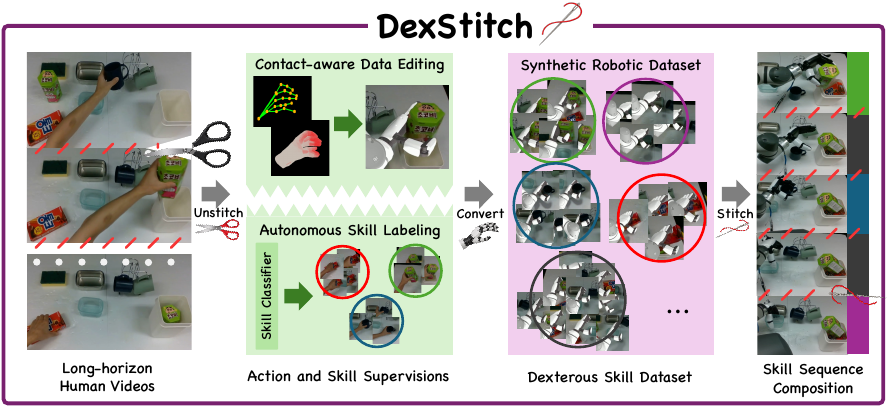 DexStitch
Contact-aware Data Editing
Synthetic Robotic Dataset
Unstitch
Autonomous Skill Labeling
Skill Classifier
Convert
Stitch
...
Long-horizon
Human Videos
Action and Skill Supervisions
Dexterous Skill Dataset
Skill Sequence
Composition